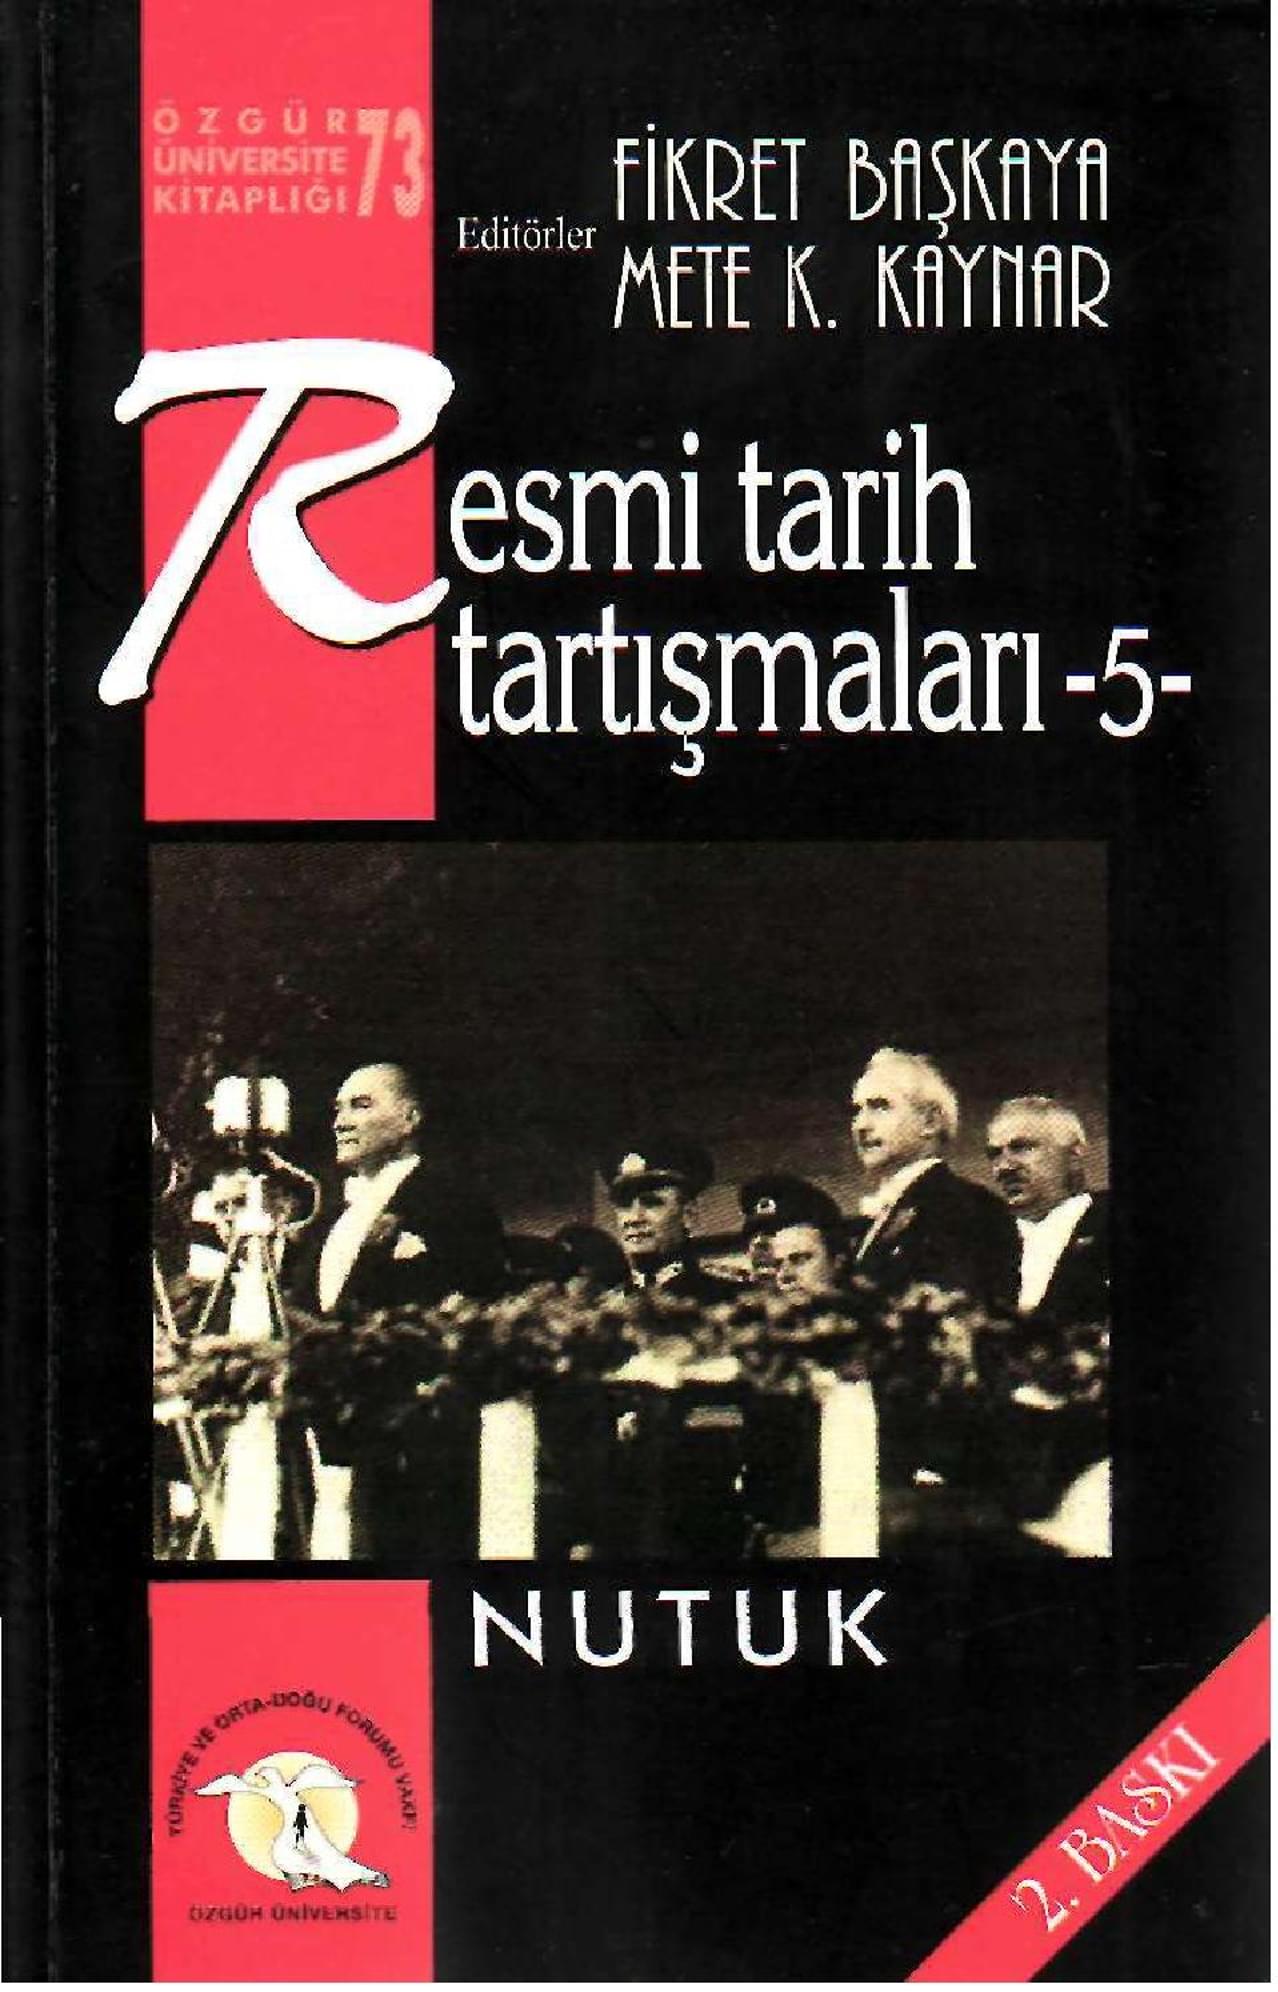 ÖZGÜR
ÜNİVERSİTE
KİTAPLIĞI 73
Editörler
FİKRET BAŞKAYA
METE K. KAYNAR
Resmi tarih
tartışmaları -5-
NUTUK
TÜRKİYE VE ORTA-DOĞU FORUMU VAKFI
ÖZGÜR ÜNİVERSİTE
2. BASKI